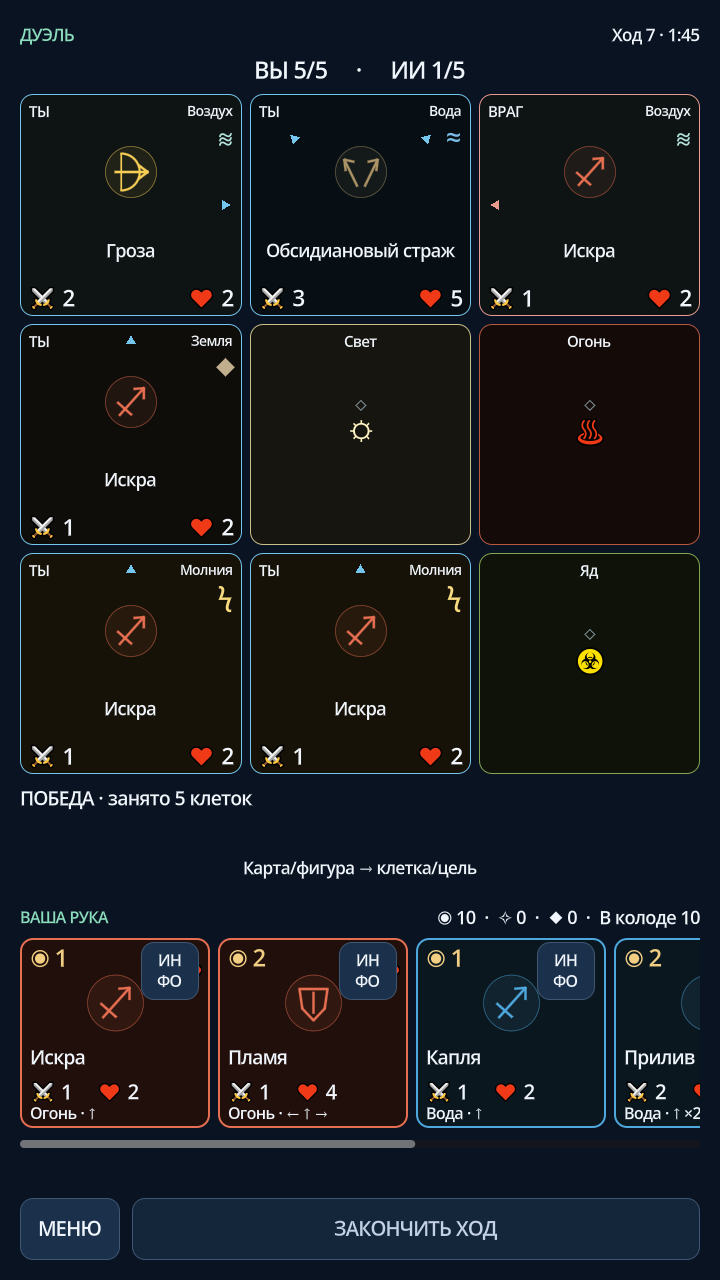 ДУЭЛЬ
Ход 7 · 1:45
ВЫ 5/5 · ИИ 1/5
ТЫ Воздух
Гроза
2 2
ТЫ Вода
Обсидиановый страж
3 5
ВРАГ Воздух
Искра
1 2
ТЫ Земля
Искра
1 2
Свет
Огонь
ТЫ Молния
Искра
1 2
ТЫ Молния
Искра
1 2
Яд
ПОБЕДА · занято 5 клеток
Карта/фигура → клетка/цель
ВАША РУКА
◉ 10 · ✧ 0 · ◆ 0 · В колоде 10
◉ 1
ИН
ФО
Искра
1 2
Огонь · ↑
◉ 2
ИН
ФО
Пламя
1 4
Огонь · ← ↑ →
◉ 1
ИН
ФО
Капля
1 2
Вода · ↑
◉ 2
Прилив
2
Вода · ↑ ×2
МЕНЮ
ЗАКОНЧИТЬ ХОД